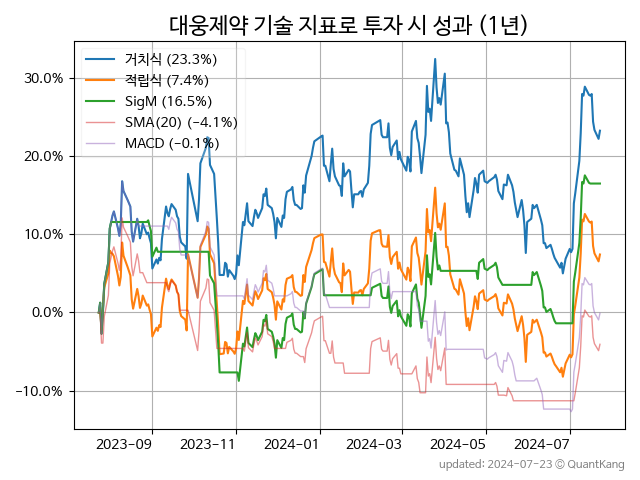 대웅제약 기술 지표로 투자 시 성과 (1년)
거치식 (23.3%)
적립식 (7.4%)
SigM (16.5%)
SMA(20) (−4.1%)
MACD (−0.1%)
30.0%
20.0%
10.0%
0.0%
−10.0%
2023-09 2023-11 2024-01 2024-03 2024-05 2024-07
updated: 2024-07-23 © QuantKang